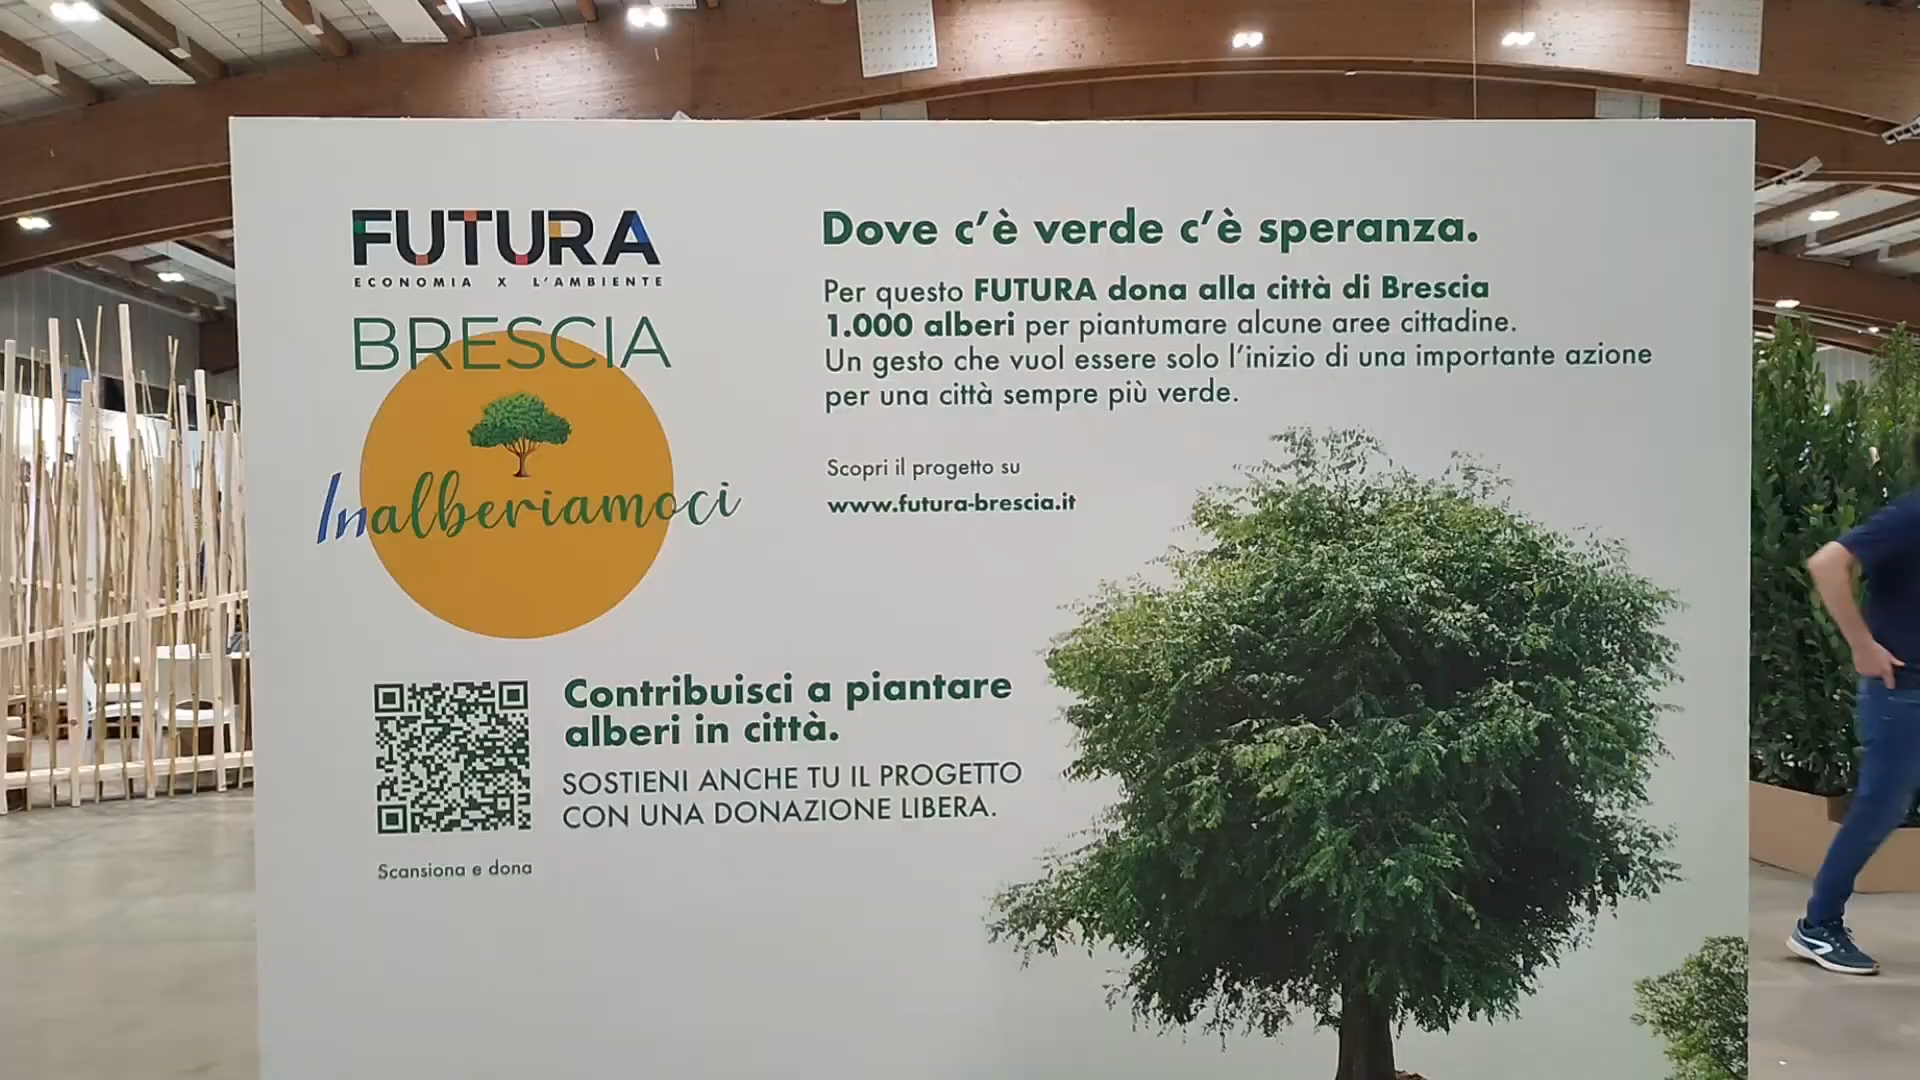 FUTURA
ECONOMIA X L'AMBIENTE
BRESCIA
Inalberiamoci
Dove c'è verde c'è speranza.
Per questo FUTURA dona alla città di Brescia
1.000 alberi per piantumare alcune aree cittadine.
Un gesto che vuol essere solo l'inizio di una importante azione
per una città sempre più verde.
Scopri il progetto su
www.futura-brescia.it
Contribuisci a piantare
alberi in città.
SOSTIENI ANCHE TU IL PROGETTO
CON UNA DONAZIONE LIBERA.
Scansiona e dona